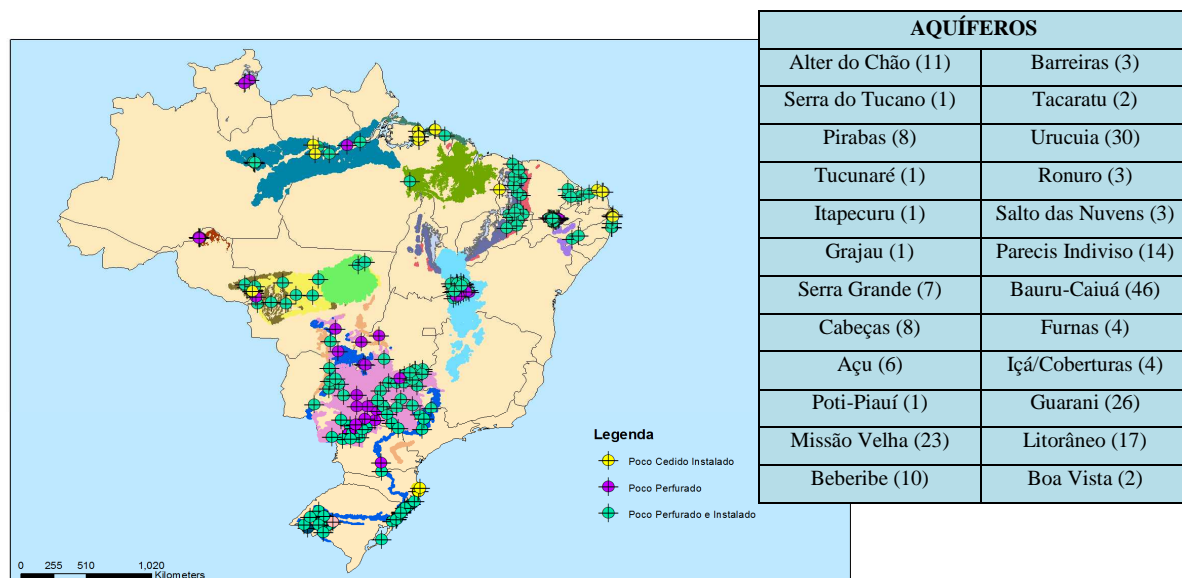 AQUÍFEROS
Alter do Chão (11) Barreiras (3)
Serra do Tucano (1) Tacaratu (2)
Pirabas (8) Urucuia (30)
Tucunaré (1) Ronuro (3)
Itapecuru (1) Salto das Nuvens (3)
Grajau (1) Parecis Indiviso (14)
Serra Grande (7) Bauru-Caiuá (46)
Cabeças (8) Furnas (4)
Açu (6) Içá/Coberturas (4)
Poti-Piauí (1) Guarani (26)
Missão Velha (23) Litorâneo (17)
Beberibe (10) Boa Vista (2)
Legenda
Poco Cedido Instalado
Poco Perfurado
Poco Perfurado e Instalado
0 255 510 1,020
Kilometers